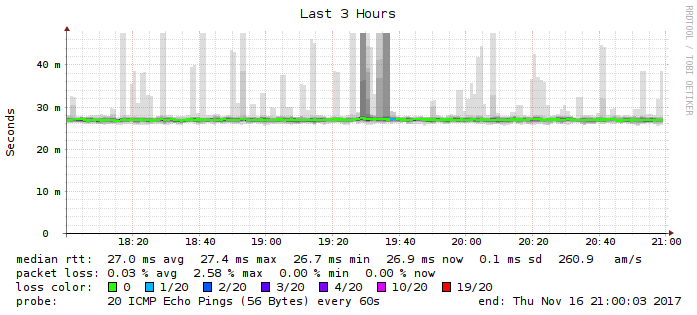 Last 3 Hours
RRDTOOL / TOBI OETIKER
Seconds
40 m
30 m
20 m
10 m
0
18:20 18:40 19:00 19:20 19:40 20:00 20:20 20:40 21:00
median rtt: 27.0 ms avg 27.4 ms max 26.7 ms min 26.9 ms now 0.1 ms sd 260.9 am/s
packet loss: 0.03 % avg 2.58 % max 0.00 % min 0.00 % now
loss color: 0 1/20 2/20 3/20 4/20 10/20 19/20
probe: 20 ICMP Echo Pings (56 Bytes) every 60s end: Thu Nov 16 21:00:03 2017